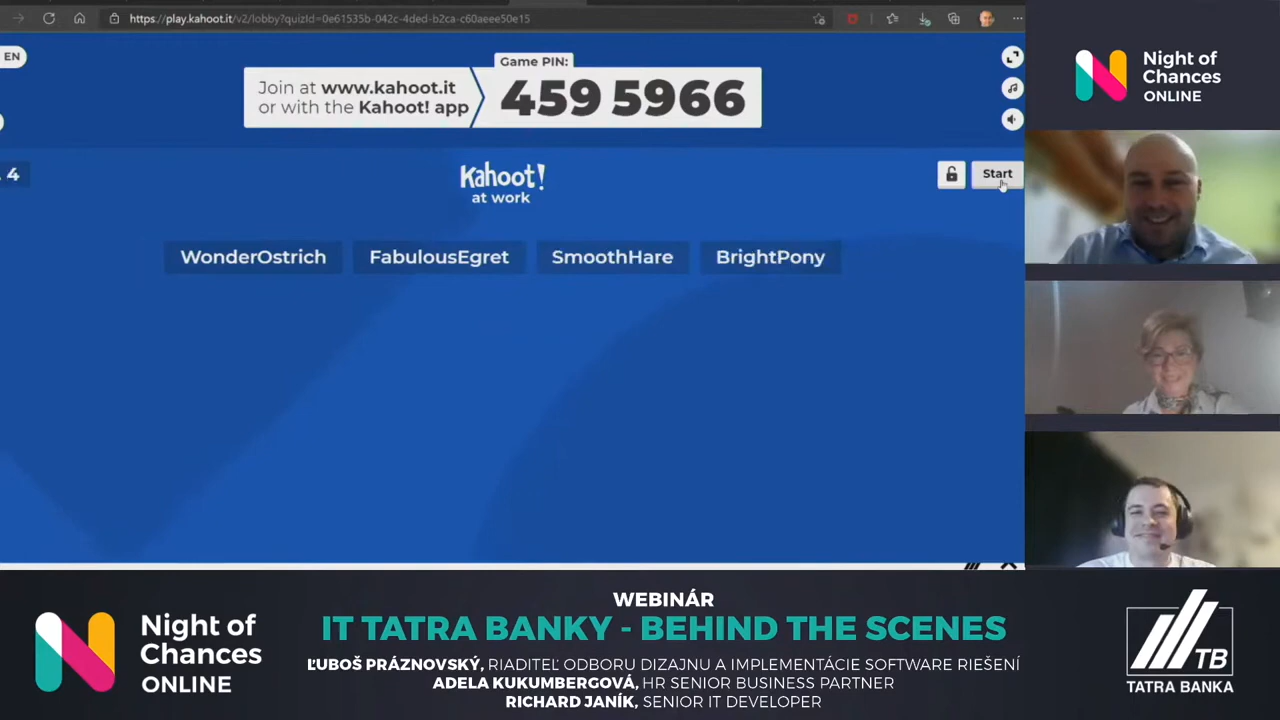 https://play.kahoot.it/v2/lobby?quizId=0e61535b-042c-4ded-b2ca-c60aeee50e15
EN
Join at www.kahoot.it
or with the Kahoot! app
Game PIN:
459 5966
4
Kahoot!
at work
Start
WonderOstrich
FabulousEgret
SmoothHare
BrightPony
Night of
Chances
ONLINE
Night of
Chances
ONLINE
WEBINÁR
IT TATRA BANKY - BEHIND THE SCENES
ĽUBOŠ PRÁZNOVSKÝ, RIADITEĽ ODBORU DIZAJNU A IMPLEMENTÁCIE SOFTWARE RIEŠENÍ
ADELA KUKUMBERGOVÁ, HR SENIOR BUSINESS PARTNER
RICHARD JANÍK, SENIOR IT DEVELOPER
TB
TATRA BANKA